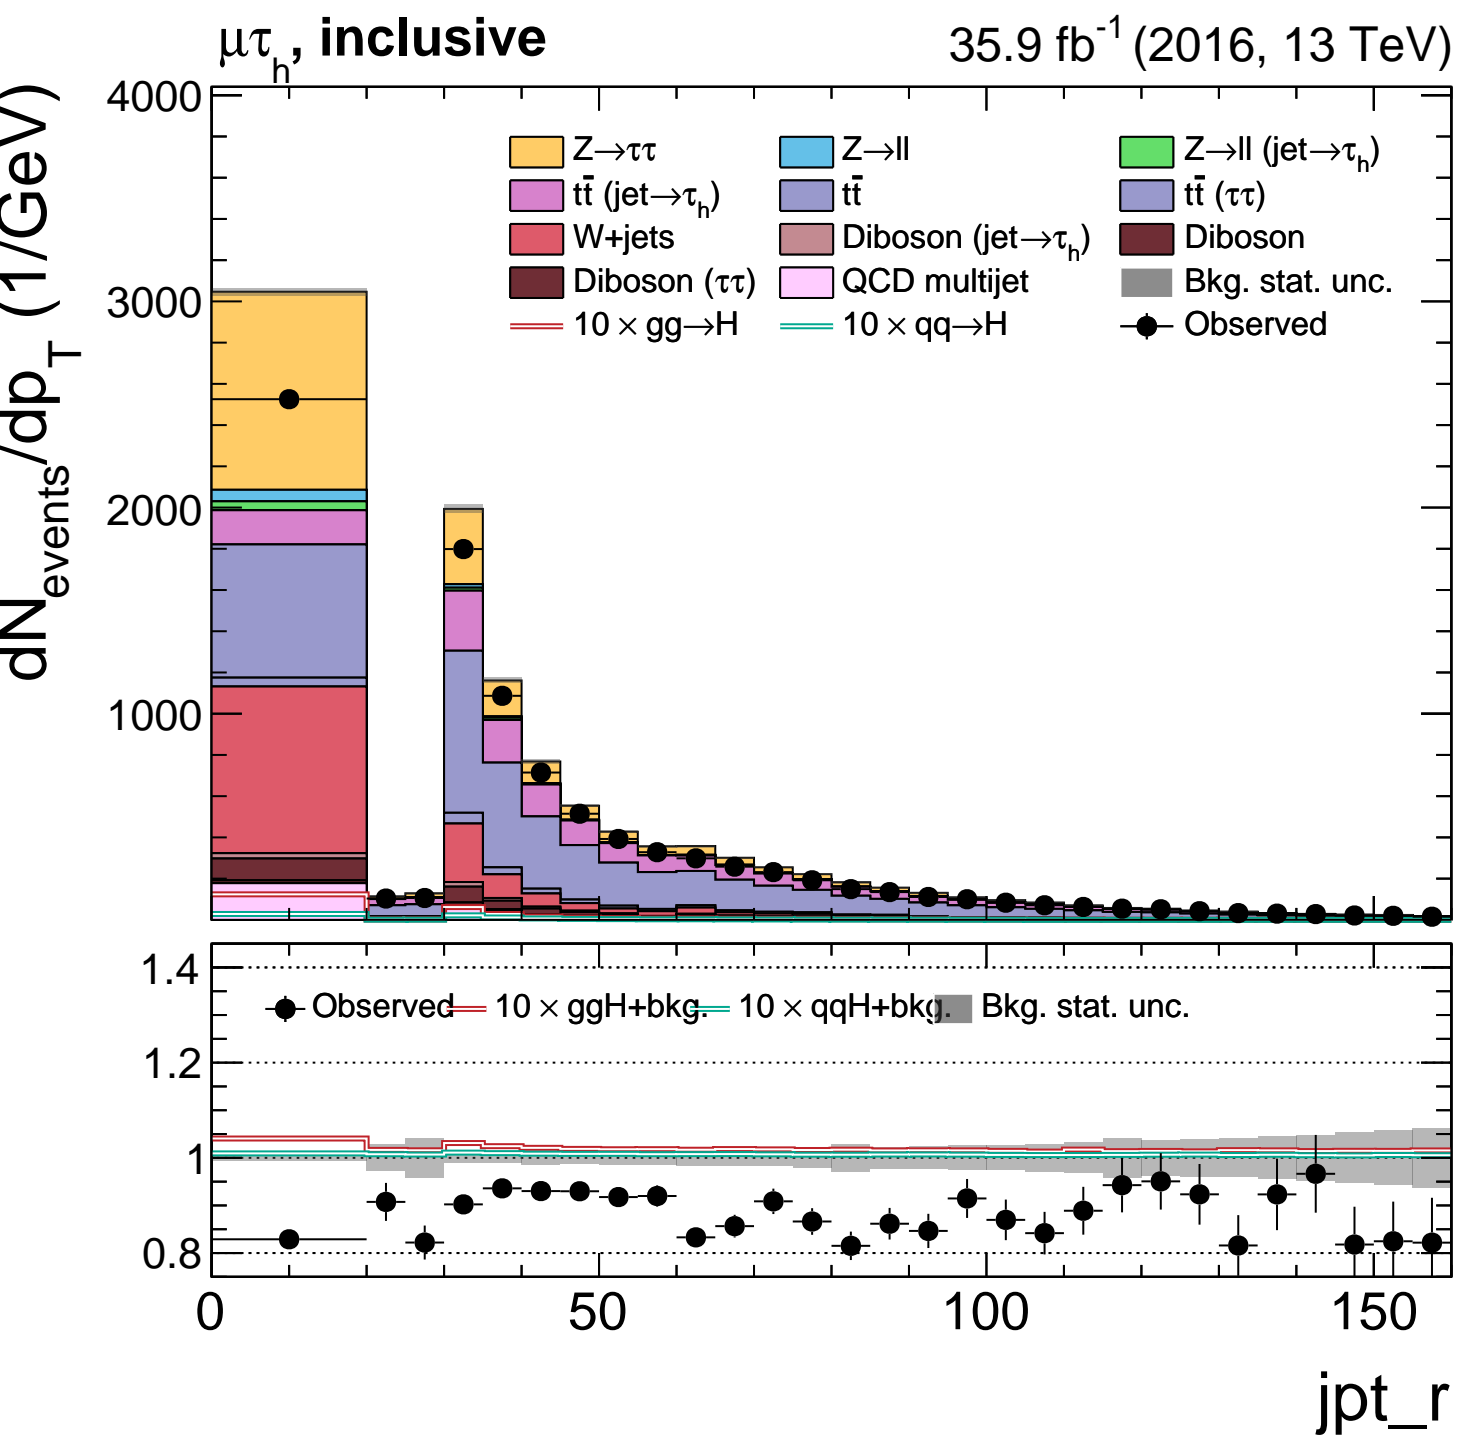 μτh, inclusive 35.9 fb-1 (2016, 13 TeV)
dNevents/dpT (1/GeV)
4000
3000
2000
1000
Z→ττ Z→ll Z→ll (jet→τh)
tt̄ (jet→τh) tt̄ tt̄ (ττ)
W+jets Diboson (jet→τh) Diboson
Diboson (ττ) QCD multijet Bkg. stat. unc.
10 × gg→H 10 × qq→H Observed
1.4
1.2
1
0.8
Observed 10 × ggH+bkg. 10 × qqH+bkg. Bkg. stat. unc.
0 50 100 150
jpt_r